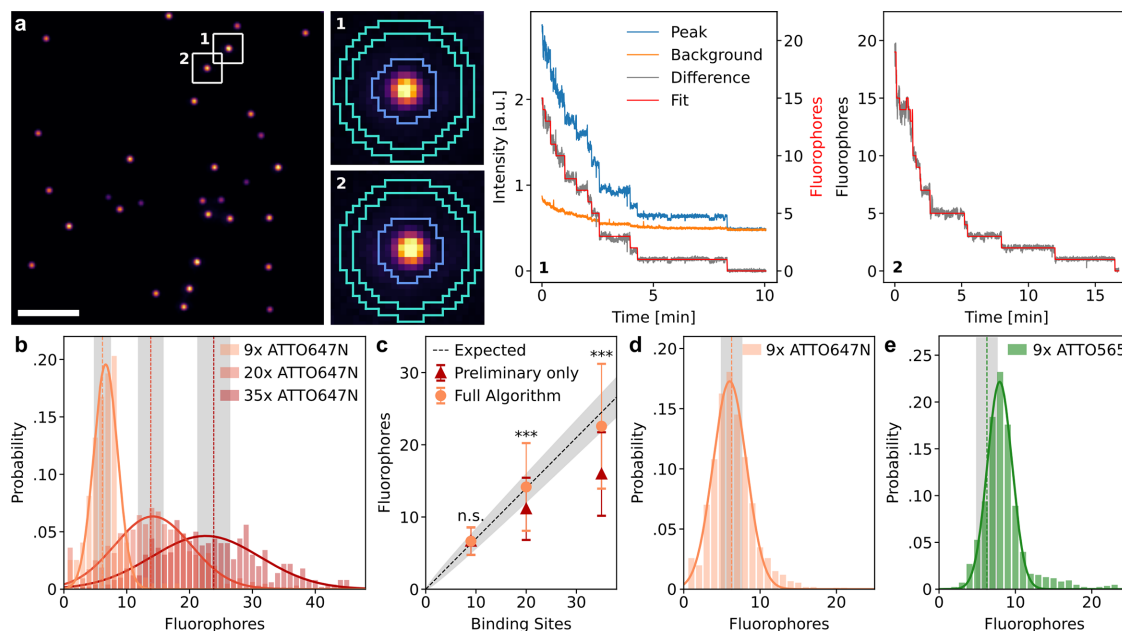 a
1
2
1
2
Intensity [a.u.]
2
1
0
Peak
Background
Difference
Fit
20
15
10
5
0
Fluorophores
1
0
5
10
Time [min]
Fluorophores
20
15
10
5
0
2
0
5
10
15
Time [min]
b
Probability
.20
.15
.10
.05
0
9x ATTO647N
20x ATTO647N
35x ATTO647N
0
10
20
30
40
Fluorophores
c
Fluorophores
30
20
10
0
Expected
Preliminary only
Full Algorithm
n.s.
***
***
0
20
Binding Sites
d
Probability
.20
.15
.10
.05
0
9x ATTO647N
0
10
20
Fluorophores
e
Probability
.25
.20
.15
.10
.05
0
9x ATTO565
0
10
20
Fluorophores